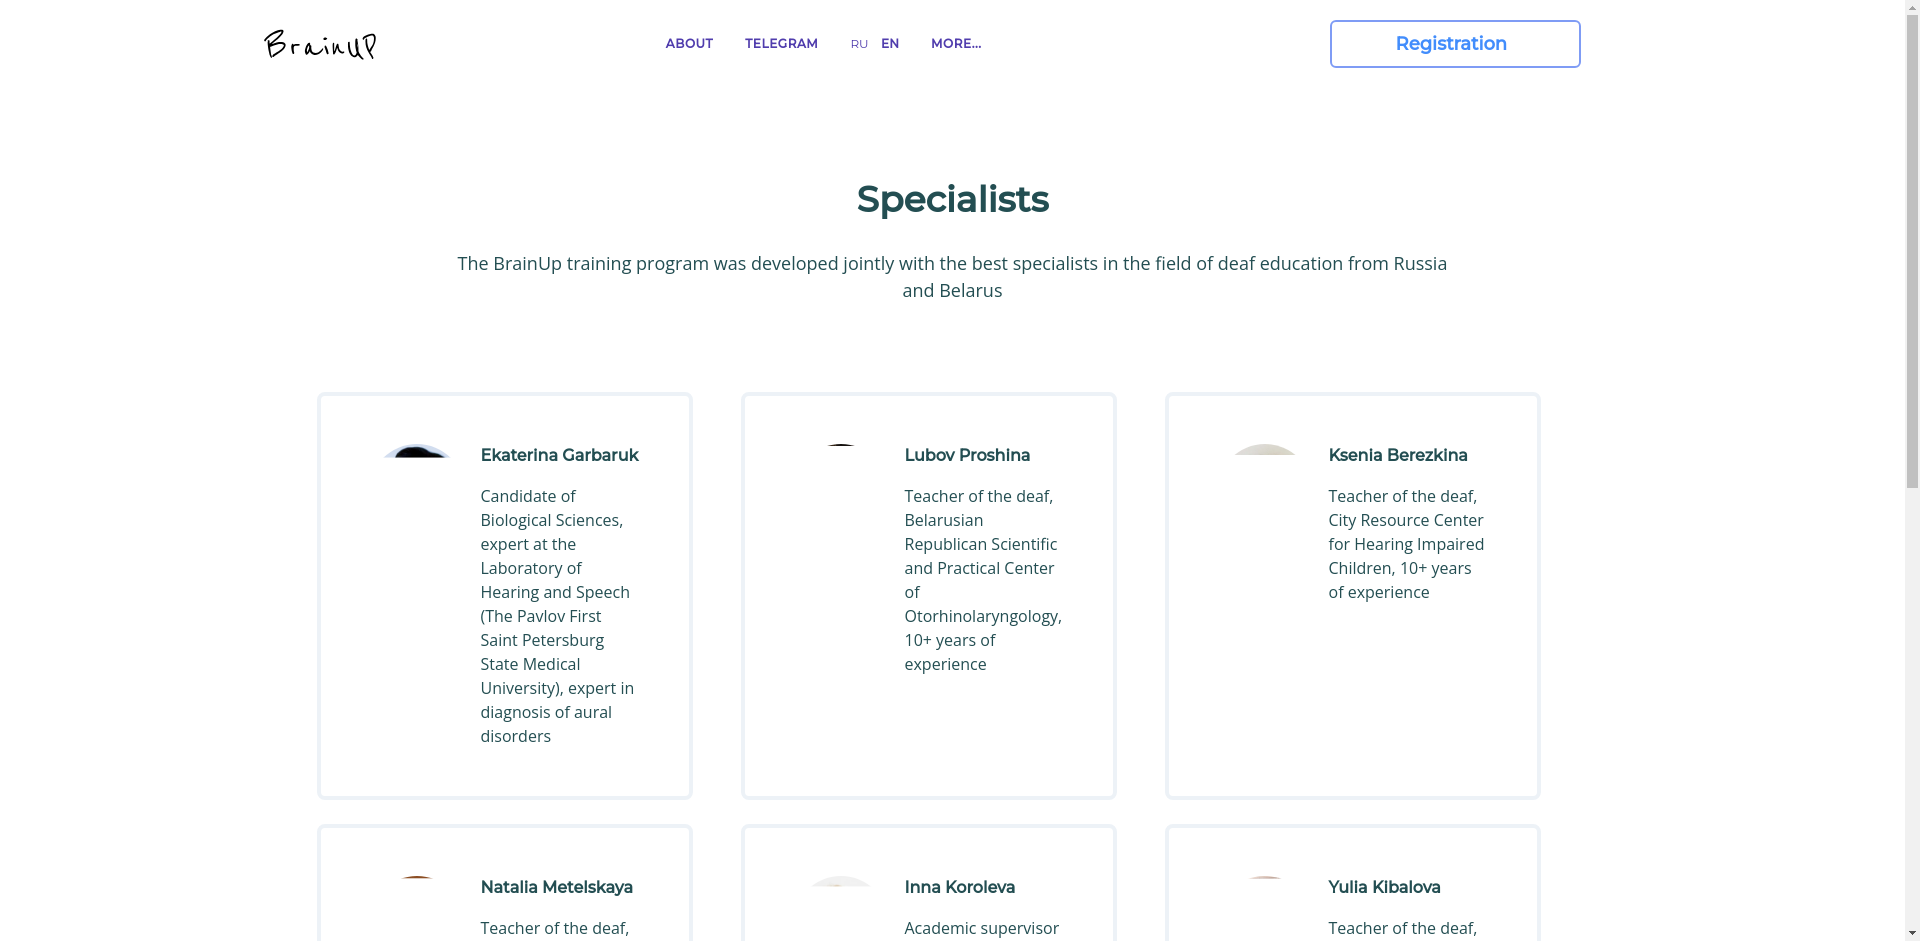 BrainUP
ABOUT
TELEGRAM
RU
EN
MORE...
Registration
Specialists
The BrainUp training program was developed jointly with the best specialists in the field of deaf education from Russia
and Belarus
Ekaterina Garbaruk
Candidate of
Biological Sciences,
expert at the
Laboratory of
Hearing and Speech
(The Pavlov First
Saint Petersburg
State Medical
University), expert in
diagnosis of aural
disorders
Lubov Proshina
Teacher of the deaf,
Belarusian
Republican Scientific
and Practical Center
of
Otorhinolaryngology,
10+ years of
experience
Ksenia Berezkina
Teacher of the deaf,
City Resource Center
for Hearing Impaired
Children, 10+ years
of experience
Natalia Metelskaya
Teacher of the deaf,
Inna Koroleva
Academic supervisor
Yulia Kibalova
Teacher of the deaf,